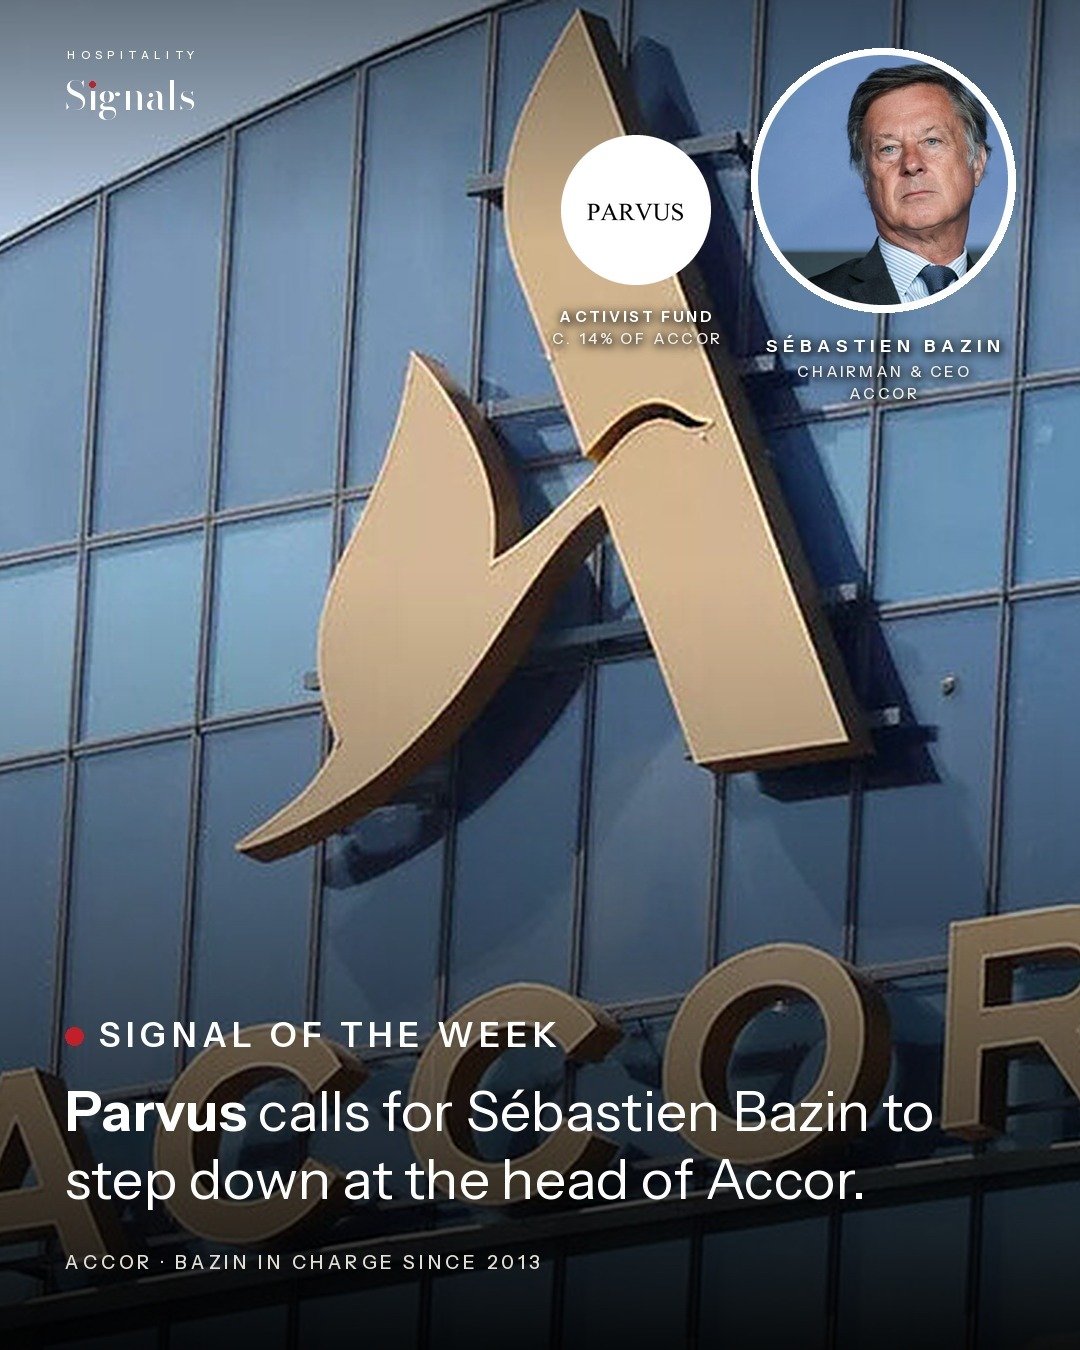 HOSPITALITY
Signals
PARVUS
ACTIVIST FUND
C. 14% OF ACCOR
SÉBASTIEN BAZIN
CHAIRMAN & CEO
ACCOR
ACCOR
SIGNAL OF THE WEEK
Parvus calls for Sébastien Bazin to
step down at the head of Accor.
ACCOR · BAZIN IN CHARGE SINCE 2013